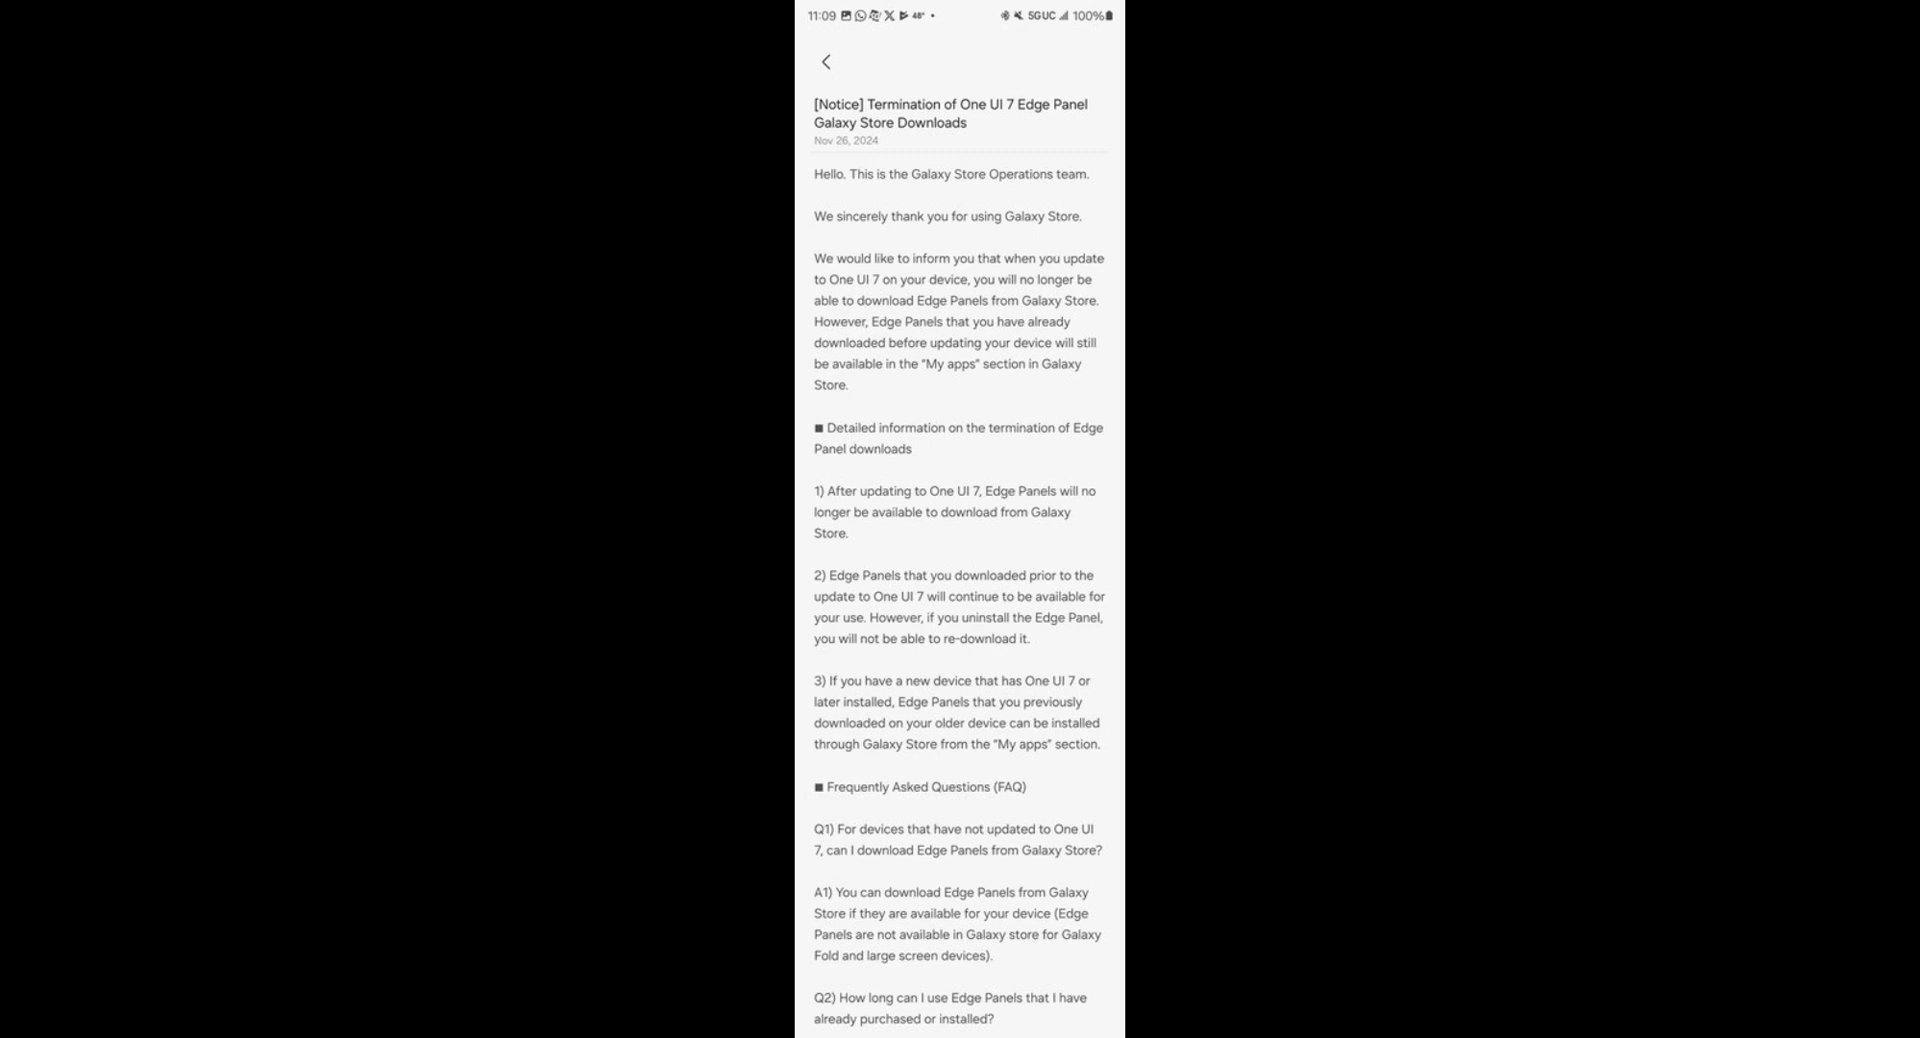 11:09 48° • 5G UC 100%
[Notice] Termination of One UI 7 Edge Panel
Galaxy Store Downloads
Nov 26, 2024
Hello. This is the Galaxy Store Operations team.
We sincerely thank you for using Galaxy Store.
We would like to inform you that when you update
to One UI 7 on your device, you will no longer be
able to download Edge Panels from Galaxy Store.
However, Edge Panels that you have already
downloaded before updating your device will still
be available in the “My apps” section in Galaxy
Store.
■ Detailed information on the termination of Edge
Panel downloads
1) After updating to One UI 7, Edge Panels will no
longer be available to download from Galaxy
Store.
2) Edge Panels that you downloaded prior to the
update to One UI 7 will continue to be available for
your use. However, if you uninstall the Edge Panel,
you will not be able to re-download it.
3) If you have a new device that has One UI 7 or
later installed, Edge Panels that you previously
downloaded on your older device can be installed
through Galaxy Store from the “My apps” section.
■ Frequently Asked Questions (FAQ)
Q1) For devices that have not updated to One UI
7, can I download Edge Panels from Galaxy Store?
A1) You can download Edge Panels from Galaxy
Store if they are available for your device (Edge
Panels are not available in Galaxy store for Galaxy
Fold and large screen devices).
Q2) How long can I use Edge Panels that I have
already purchased or installed?